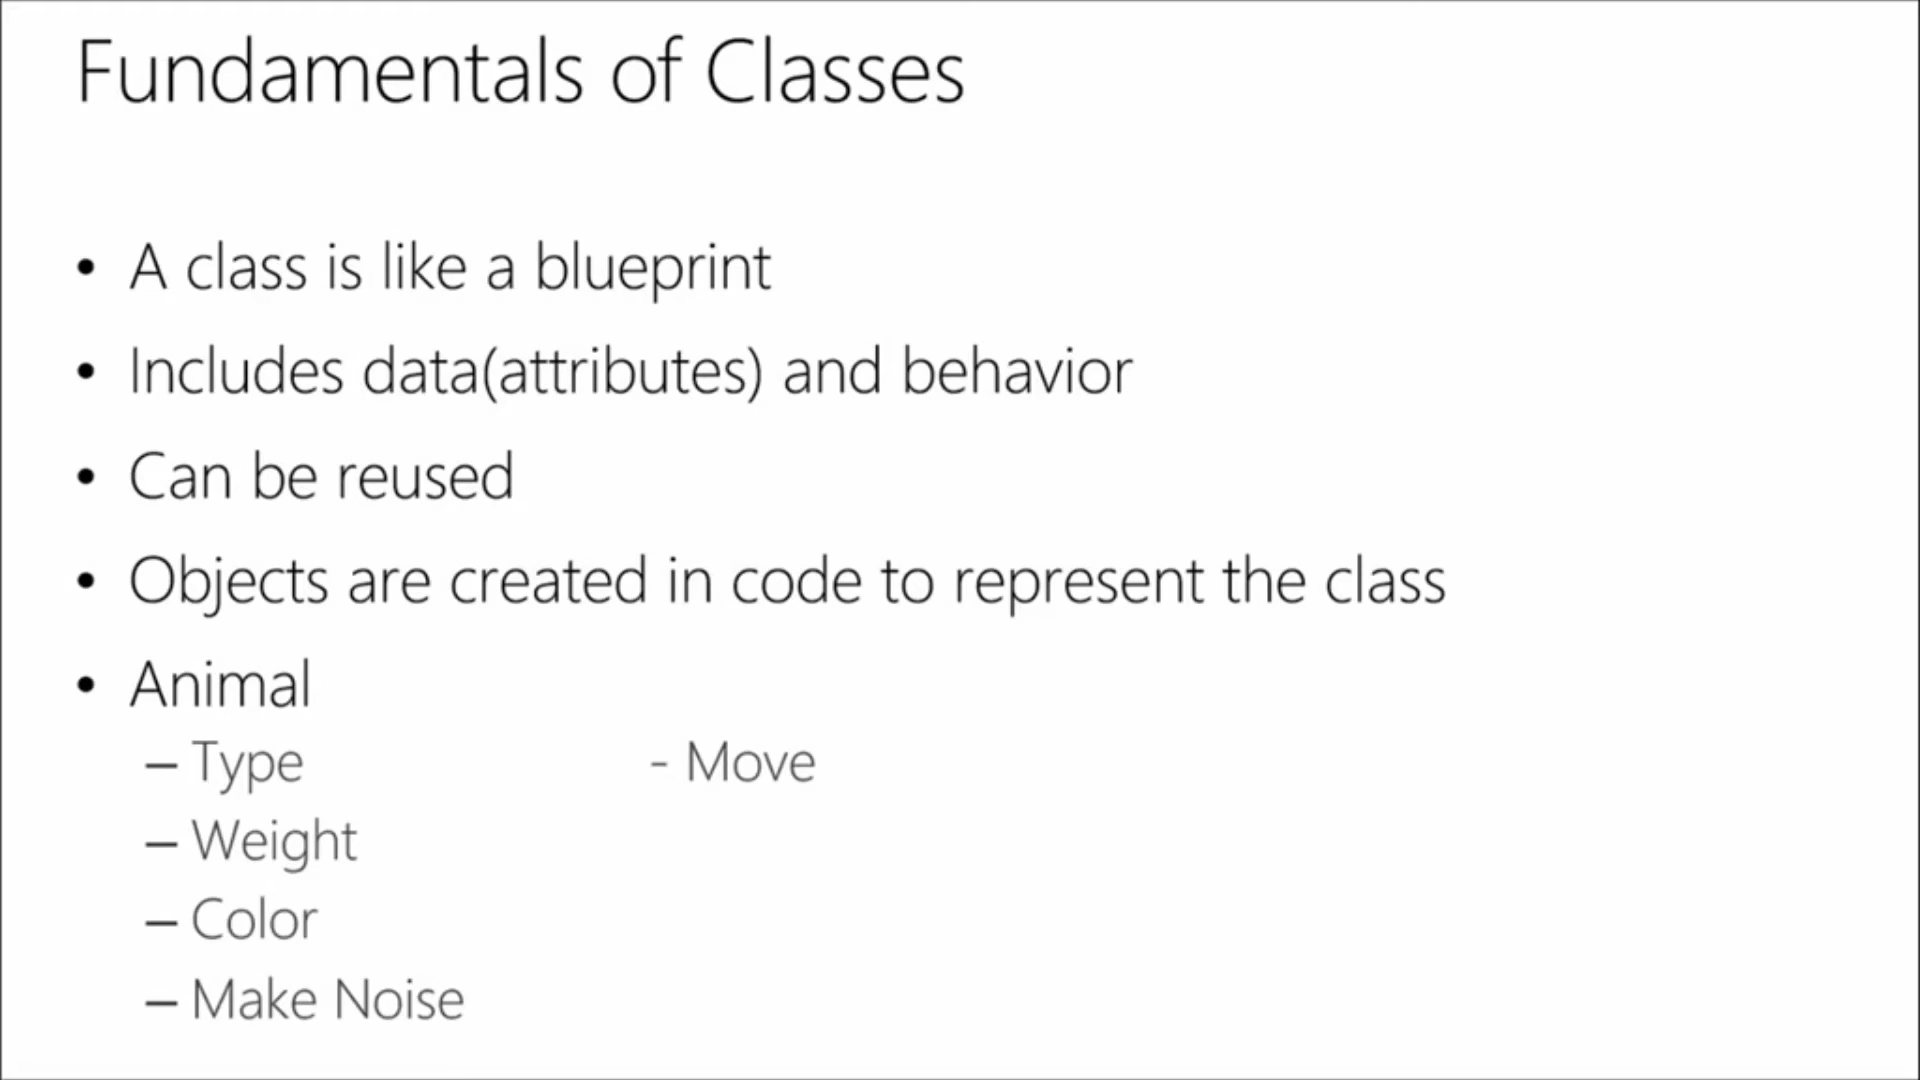 Fundamentals of Classes
• A class is like a blueprint
• Includes data(attributes) and behavior
• Can be reused
• Objects are created in code to represent the class
• Animal
– Type - Move
– Weight
– Color
– Make Noise